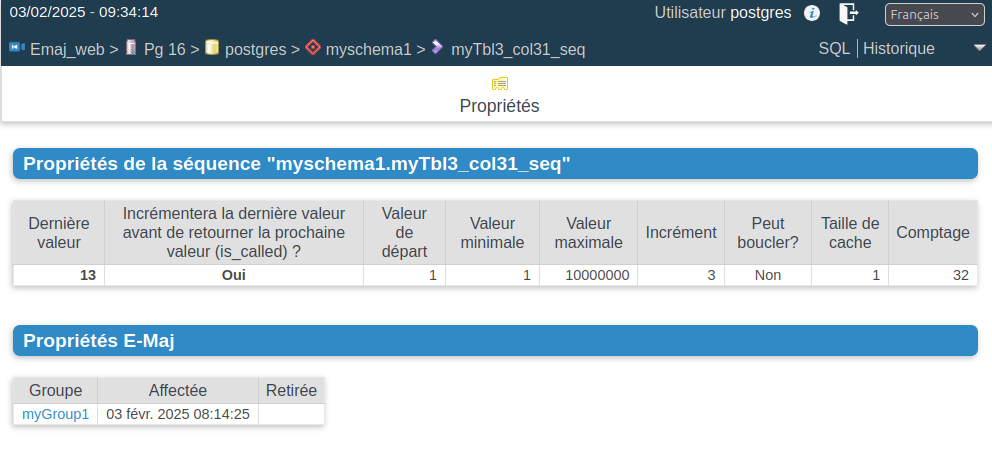 03/02/2025 - 09:34:14
Utilisateur postgres
Français
Emaj_web > Pg 16 > postgres > myschema1 > myTbl3_col31_seq
SQL | Historique
Propriétés
Propriétés de la séquence "myschema1.myTbl3_col31_seq"
Dernière
valeur
Incrémentera la dernière valeur
avant de retourner la prochaine
valeur (is_called) ?
Valeur
de
départ
Valeur
minimale
Valeur
maximale
Incrément
Peut
boucler?
Taille de
cache
Comptage
13 Oui 1 1 10000000 3 Non 1 32
Propriétés E-Maj
Groupe Affectée Retirée
myGroup1 03 févr. 2025 08:14:25